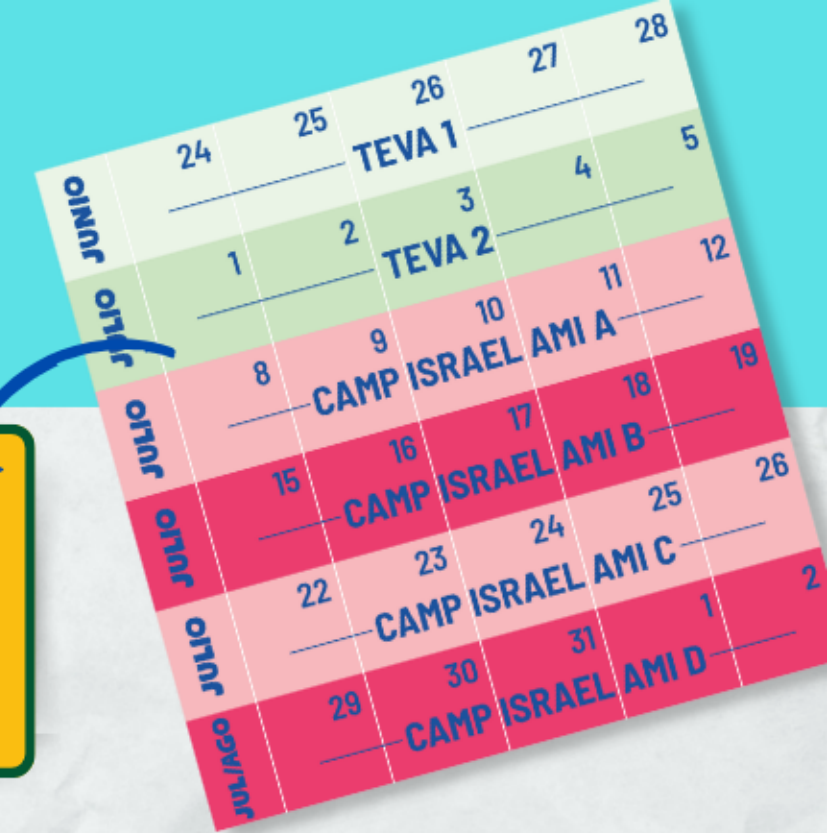 JUNIO 24 25 26 27 28
TEVA 1
JULIO 1 2 3 4 5
TEVA 2
JULIO 8 9 10 11 12
CAMP ISRAEL AMI A
JULIO 15 16 17 18 19
CAMP ISRAEL AMI B
JULIO 22 23 24 25 26
CAMP ISRAEL AMI C
JUL/AGO 29 30 31 1 2
CAMP ISRAEL AMI D